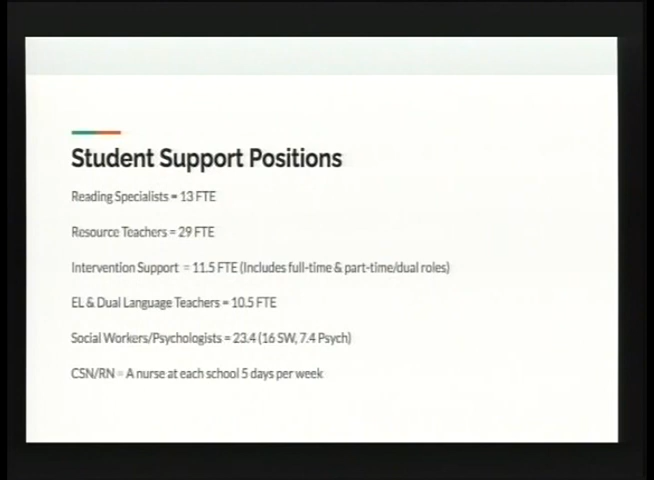 Student Support Positions
Reading Specialists = 13 FTE
Resource Teachers = 29 FTE
Intervention Support = 11.5 FTE (Includes full-time & part-time/dual roles)
EL & Dual Language Teachers = 10.5 FTE
Social Workers/Psychologists = 23.4 (16 SW, 7.4 Psych)
CSN/RN = A nurse at each school 5 days per week